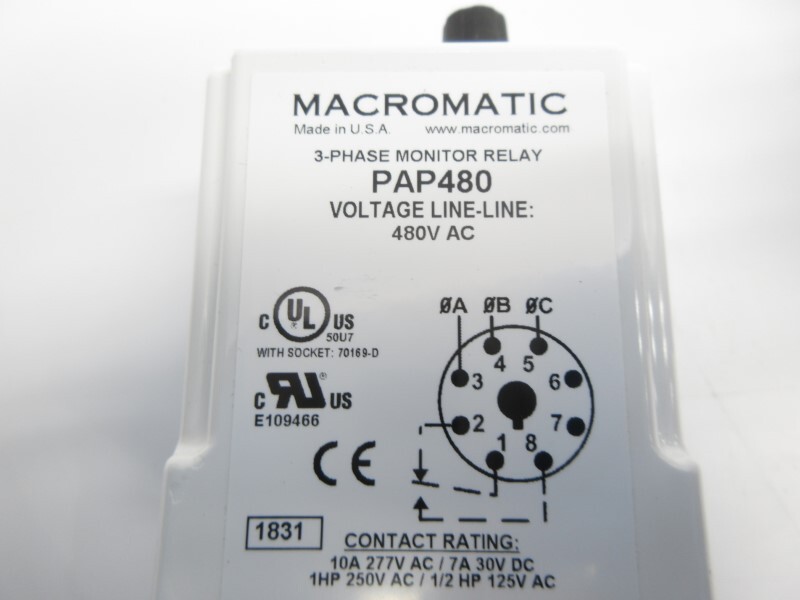 MACROMATIC
Made in U.S.A. www.macromatic.com
3-PHASE MONITOR RELAY
PAP480
VOLTAGE LINE-LINE:
480V AC
C UL US
50U7
WITH SOCKET: 70169-D
C RU® US
E109466
CE
ØA ØB ØC
4 5
3 6
2 7
1 8
1831
CONTACT RATING:
10A 277V AC / 7A 30V DC
1HP 250V AC / 1/2 HP 125V AC